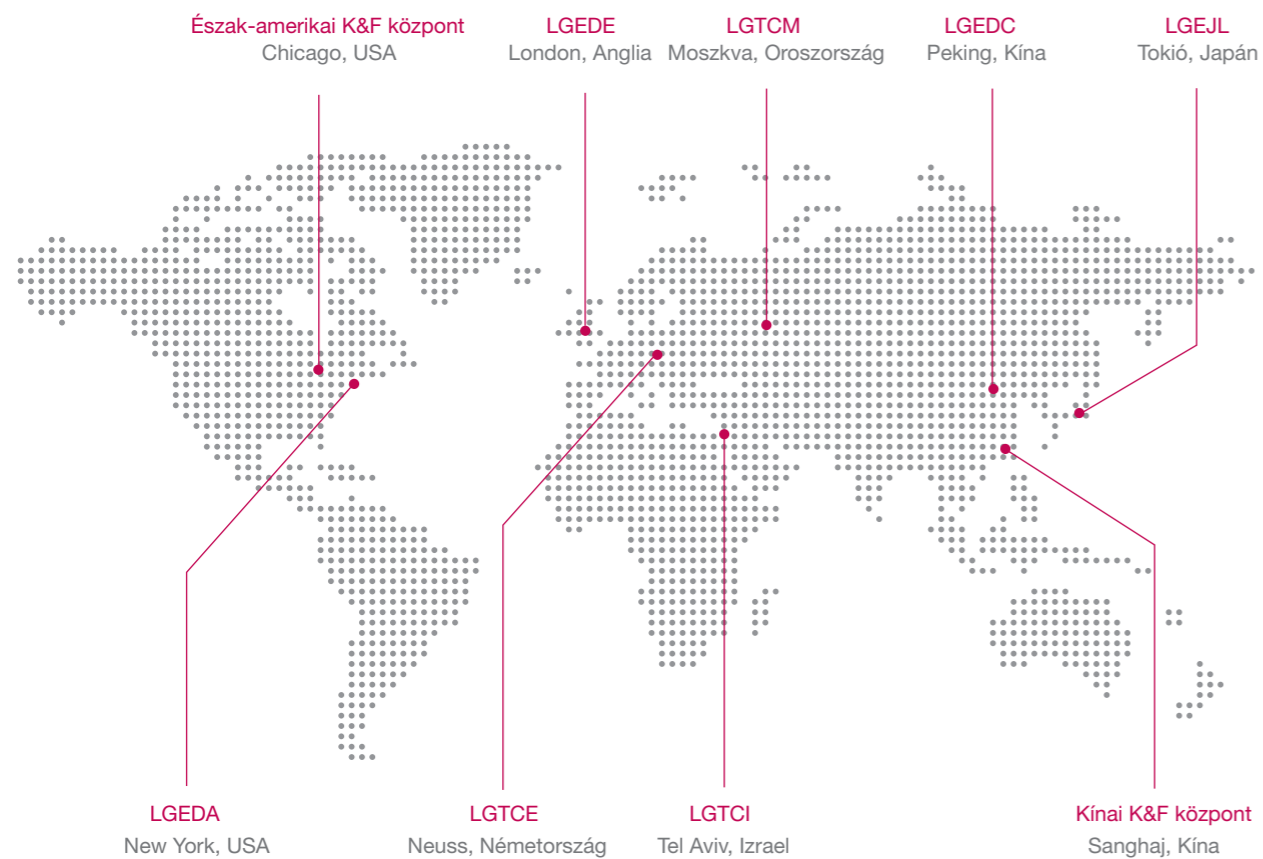 Észak-amerikai K&F központ
Chicago, USA
LGEDE
London, Anglia
LGTCM
Moszkva, Oroszország
LGEDC
Peking, Kína
LGEJL
Tokió, Japán
LGEDA
New York, USA
LGTCE
Neuss, Németország
LGTCI
Tel Aviv, Izrael
Kínai K&F központ
Sanghaj, Kína